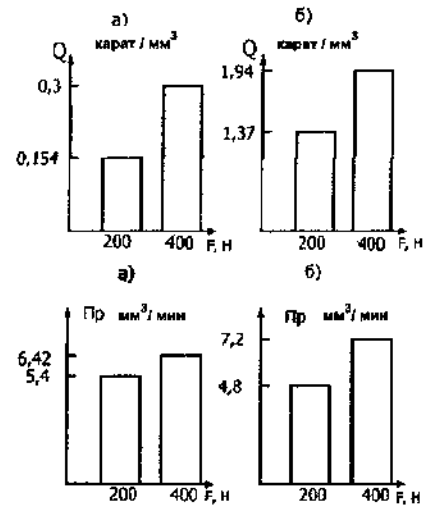 а) б)
Q карат / мм³ Q карат / мм³
0,3 1,94
0,154 1,37
200 400 F, н 200 400 F, н
а) б)
Пр мм³/ мин Пр мм³/ мин
6,42 7,2
5,4 4,8
200 400 F, н 200 400 F, н